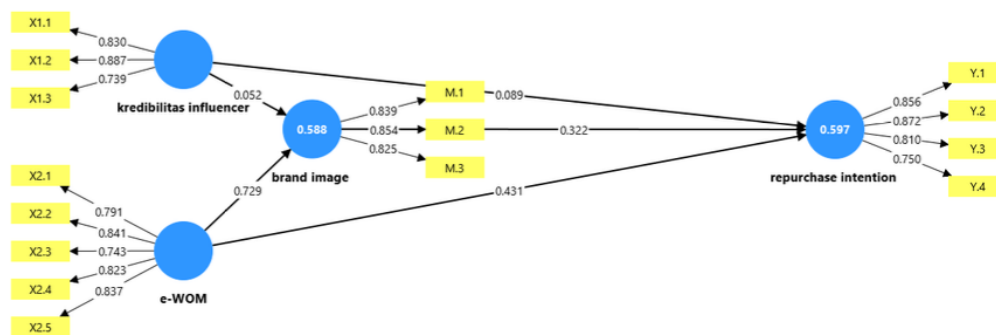 X1.1
X1.2
X1.3
0.830
0.887
0.739
kredibilitas influencer
0.052
0.089
M.1
M.2
M.3
0.839
0.854
0.825
0.588
brand image
0.322
0.729
0.431
Y.1
Y.2
Y.3
Y.4
0.856
0.872
0.810
0.750
0.597
repurchase intention
X2.1
X2.2
X2.3
X2.4
X2.5
0.791
0.841
0.743
0.823
0.837
e-WOM